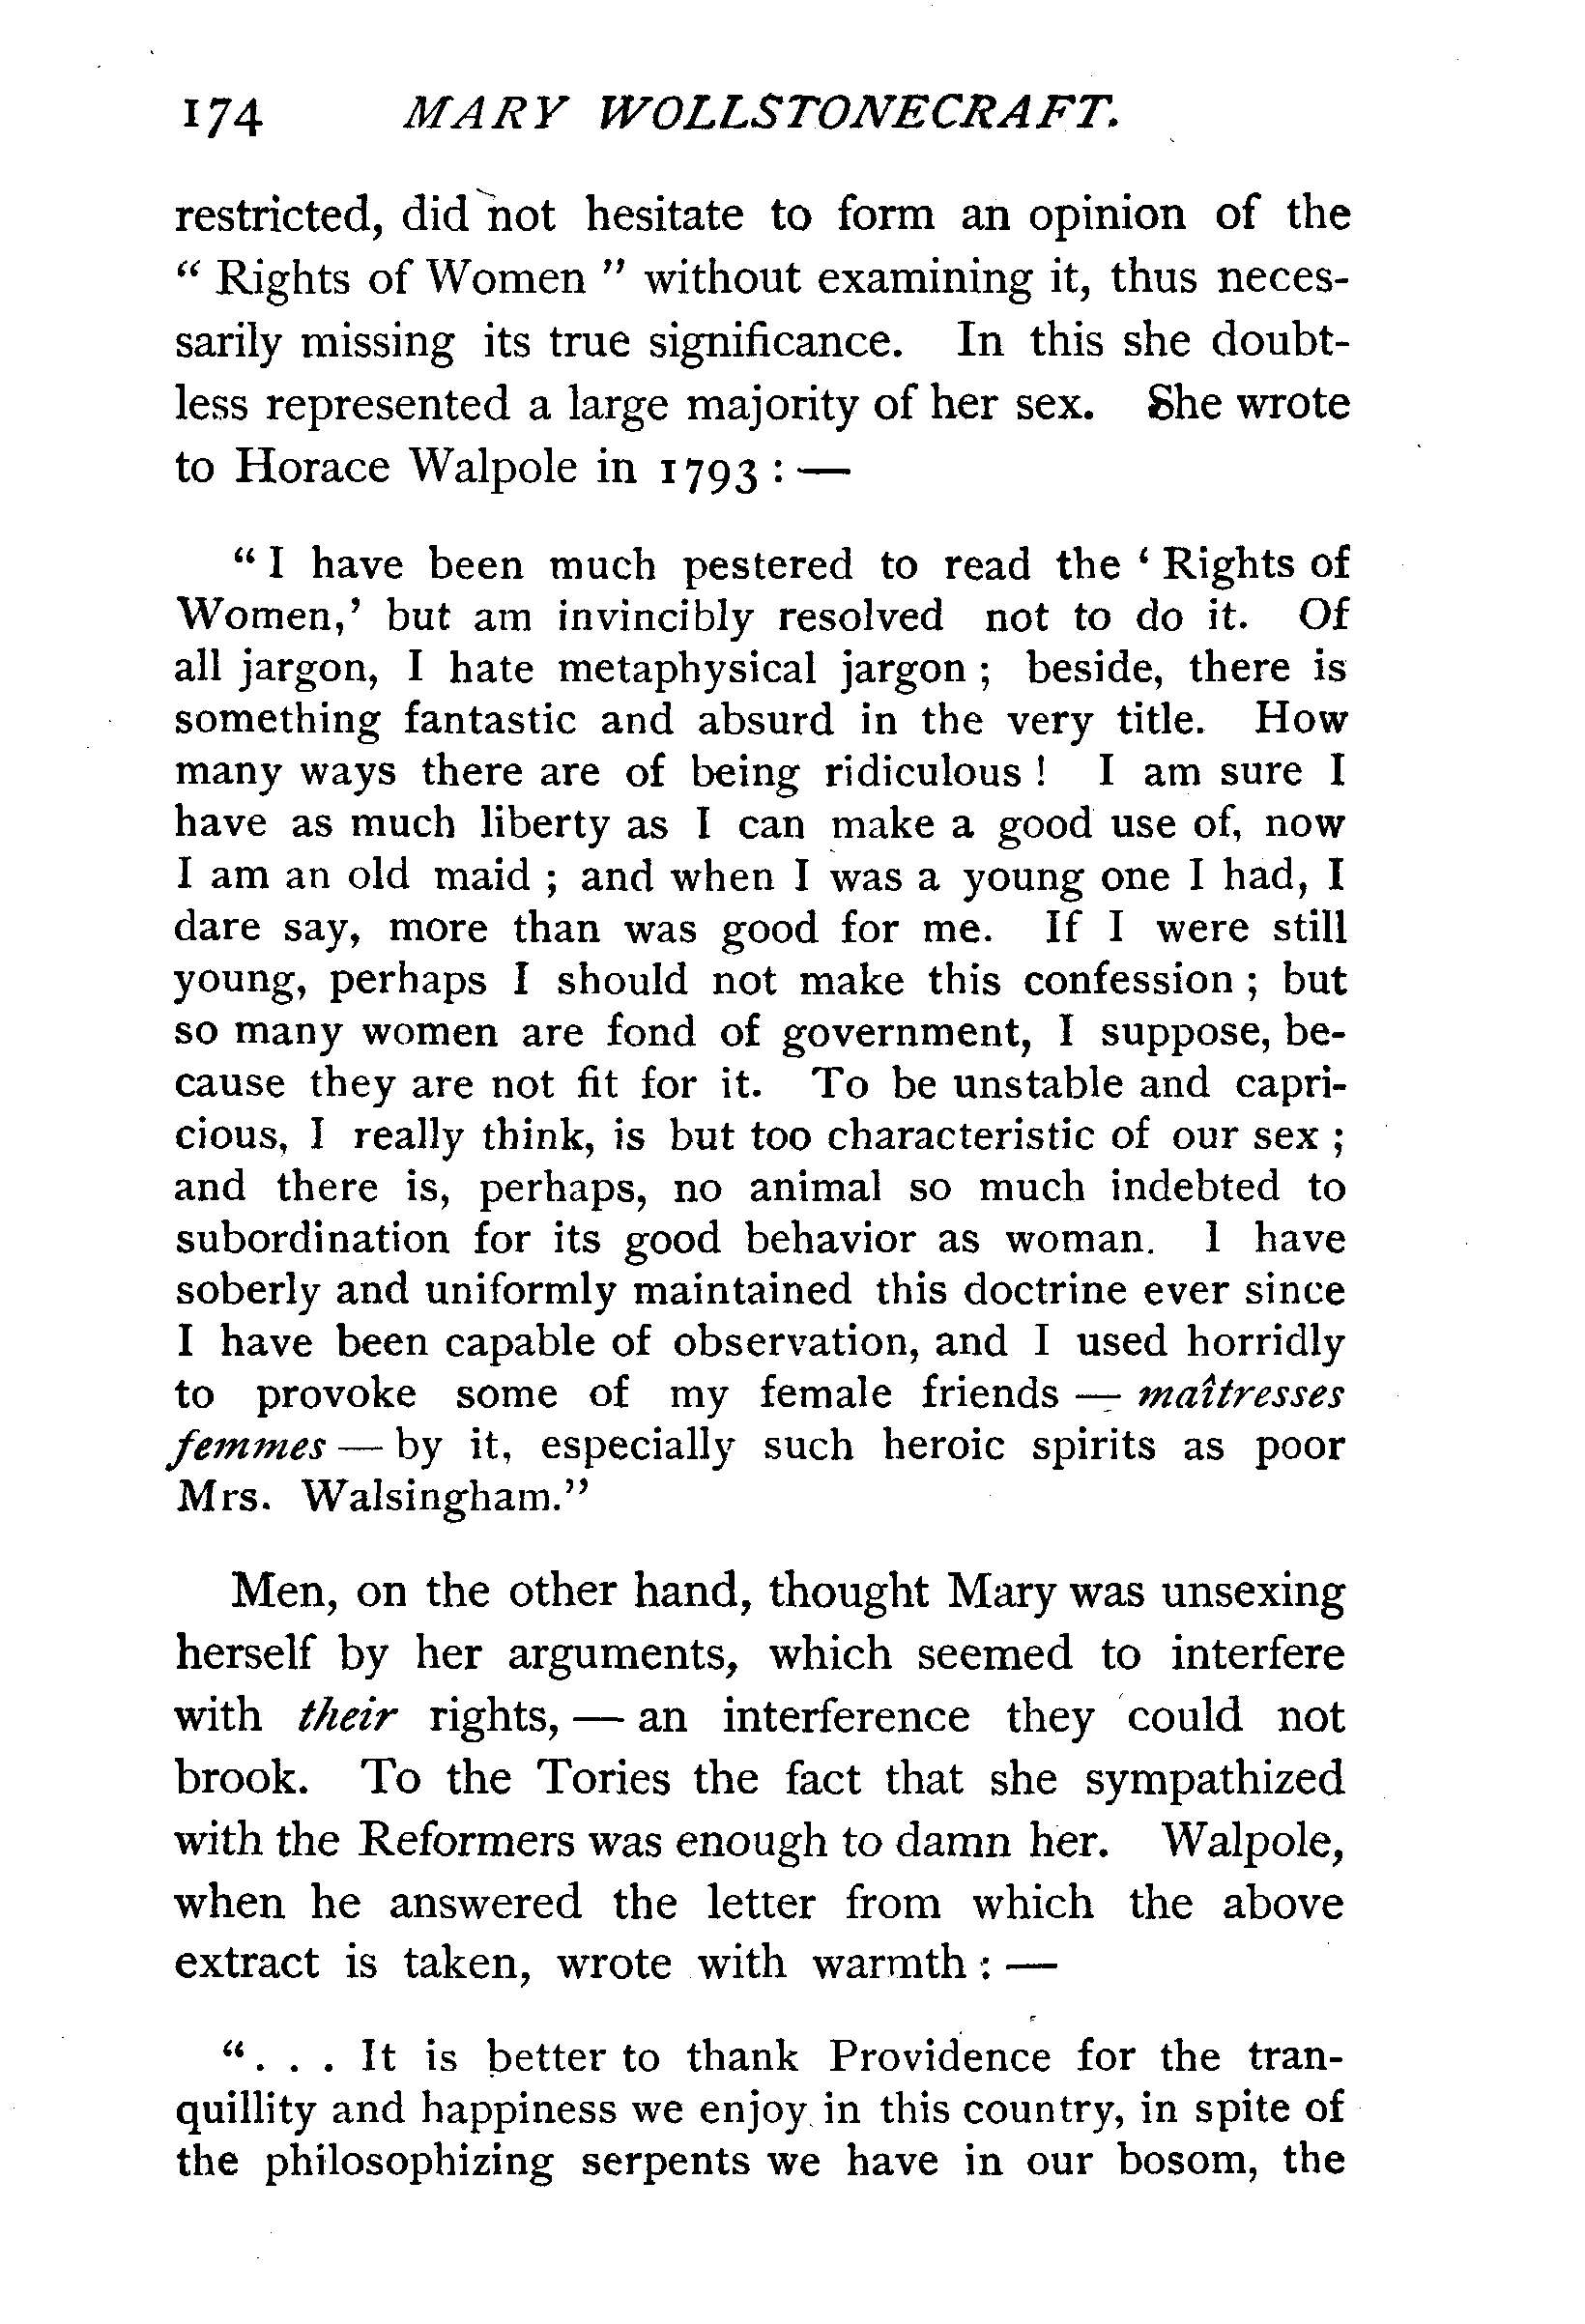 174 MARY WOLLSTONECRAFT.
restricted, did not hesitate to form an opinion of the
“ Rights of Women ” without examining it, thus neces-
sarily missing its true significance. In this she doubt-
less represented a large majority of her sex. She wrote
to Horace Walpole in 1793 : —
“ I have been much pestered to read the ‘ Rights of
Women,’ but am invincibly resolved not to do it. Of
all jargon, I hate metaphysical jargon ; beside, there is
something fantastic and absurd in the very title. How
many ways there are of being ridiculous ! I am sure I
have as much liberty as I can make a good use of, now
I am an old maid ; and when I was a young one I had, I
dare say, more than was good for me. If I were still
young, perhaps I should not make this confession ; but
so many women are fond of government, I suppose, be-
cause they are not fit for it. To be unstable and capri-
cious, I really think, is but too characteristic of our sex ;
and there is, perhaps, no animal so much indebted to
subordination for its good behavior as woman. I have
soberly and uniformly maintained this doctrine ever since
I have been capable of observation, and I used horridly
to provoke some of my female friends — maîtresses
femmes — by it, especially such heroic spirits as poor
Mrs. Walsingham.”
Men, on the other hand, thought Mary was unsexing
herself by her arguments, which seemed to interfere
with their rights, — an interference they could not
brook. To the Tories the fact that she sympathized
with the Reformers was enough to damn her. Walpole,
when he answered the letter from which the above
extract is taken, wrote with warmth : —
“. . . It is better to thank Providence for the tran-
quillity and happiness we enjoy in this country, in spite of
the philosophizing serpents we have in our bosom, the